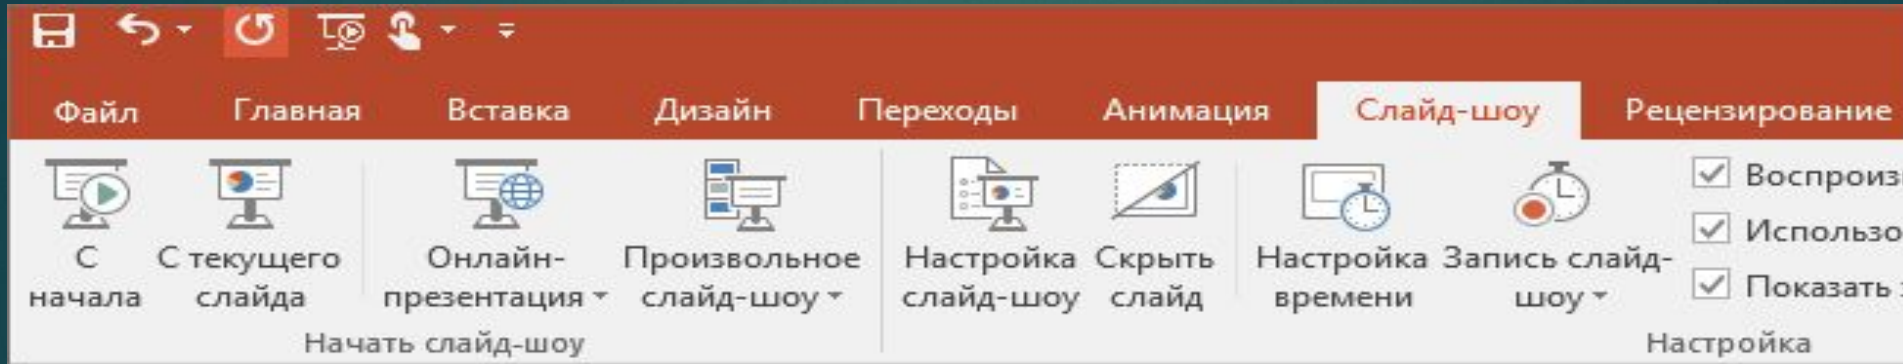 Файл Главная Вставка Дизайн Переходы Анимация Слайд-шоу Рецензирование
С начала
С текущего слайда
Онлайн-презентация
Произвольное слайд-шоу
Настройка слайд-шоу
Скрыть слайд
Настройка времени
Запись слайд-шоу
Показать
Начать слайд-шоу
Настройка